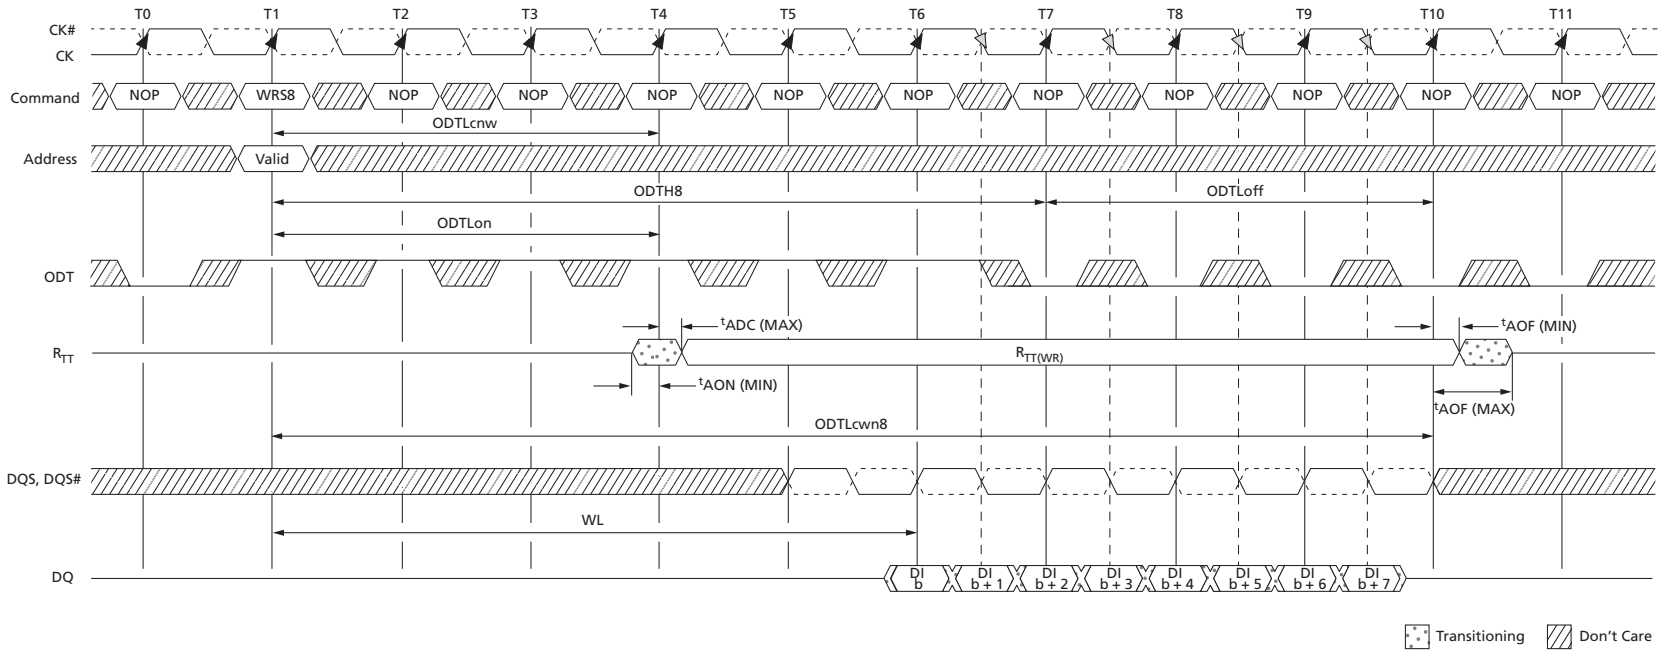 T0 T1 T2 T3 T4 T5 T6 T7 T8 T9 T10 T11
CK#
CK
Command NOP WRS8 NOP NOP NOP NOP NOP NOP NOP NOP NOP NOP
ODTLcnw
Address Valid
ODTH8 ODTLoff
ODTLon
ODT
tADC (MAX) tAOF (MIN)
RTT RTT(WR)
tAON (MIN)
tAOF (MAX)
ODTLcwn8
DQS, DQS#
WL
DQ DI b DI b + 1 DI b + 2 DI b + 3 DI b + 4 DI b + 5 DI b + 6 DI b + 7
Transitioning Don't Care